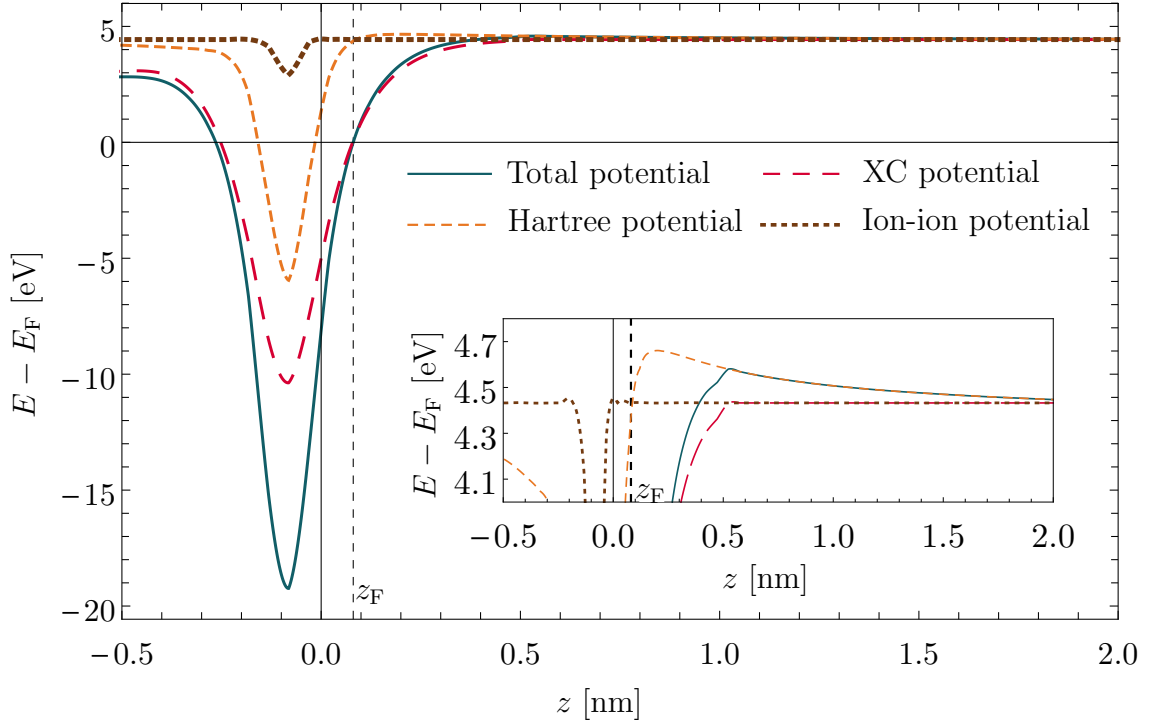 5
0
−5
−10
−15
−20
E − E_F [eV]
Total potential
XC potential
Hartree potential
Ion-ion potential
z_F
−0.5 0.0 0.5 1.0 1.5 2.0
z [nm]
4.7
4.5
4.3
4.1
E − E_F [eV]
z_F
−0.5 0.0 0.5 1.0 1.5 2.0
z [nm]